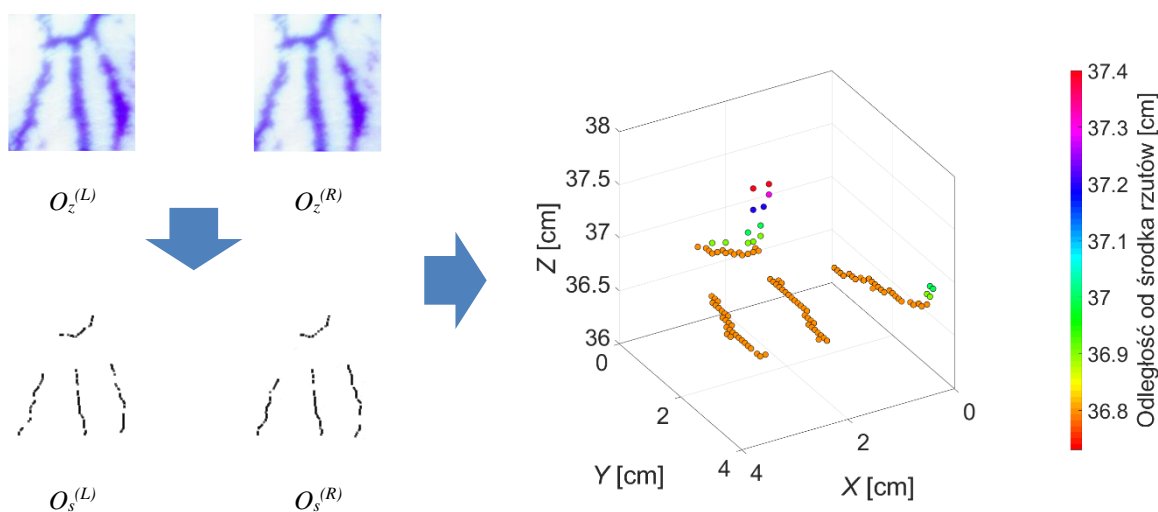 O_z^(L)
O_z^(R)
O_s^(L)
O_s^(R)
38
37.5
37
36.5
36
Z [cm]
0
2
4
Y [cm]
4
2
0
X [cm]
37.4
37.3
37.2
37.1
37
36.9
36.8
Odległość od środka rzutów [cm]